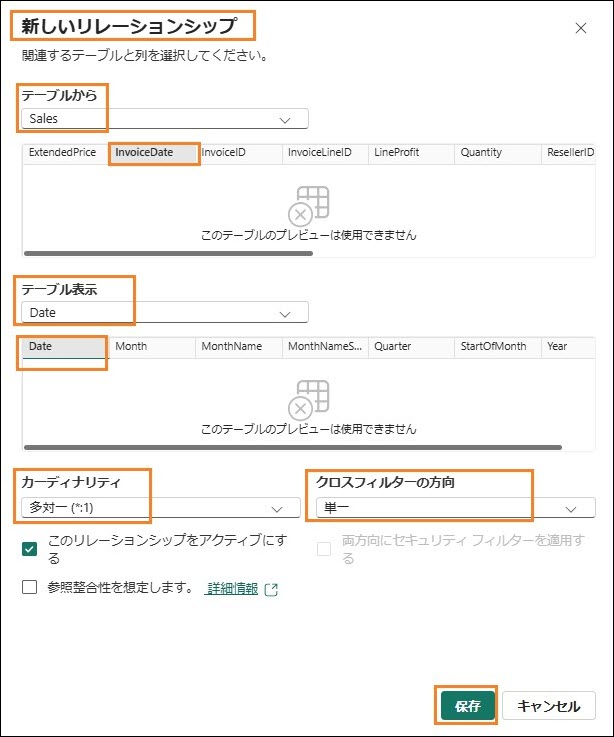 新しいリレーションシップ
関連するテーブルと列を選択してください。
テーブルから
Sales
ExtendedPrice InvoiceDate InvoiceID InvoiceLineID LineProfit Quantity ResellerID
このテーブルのプレビューは使用できません
テーブル表示
Date
Date Month MonthName MonthNameS... Quarter StartOfMonth Year
このテーブルのプレビューは使用できません
カーディナリティ クロスフィルターの方向
多対一 (*:1) 単一
このリレーションシップをアクティブにす 両方向にセキュリティ フィルターを適用す
る る
参照整合性を想定します。 詳細情報
保存 キャンセル